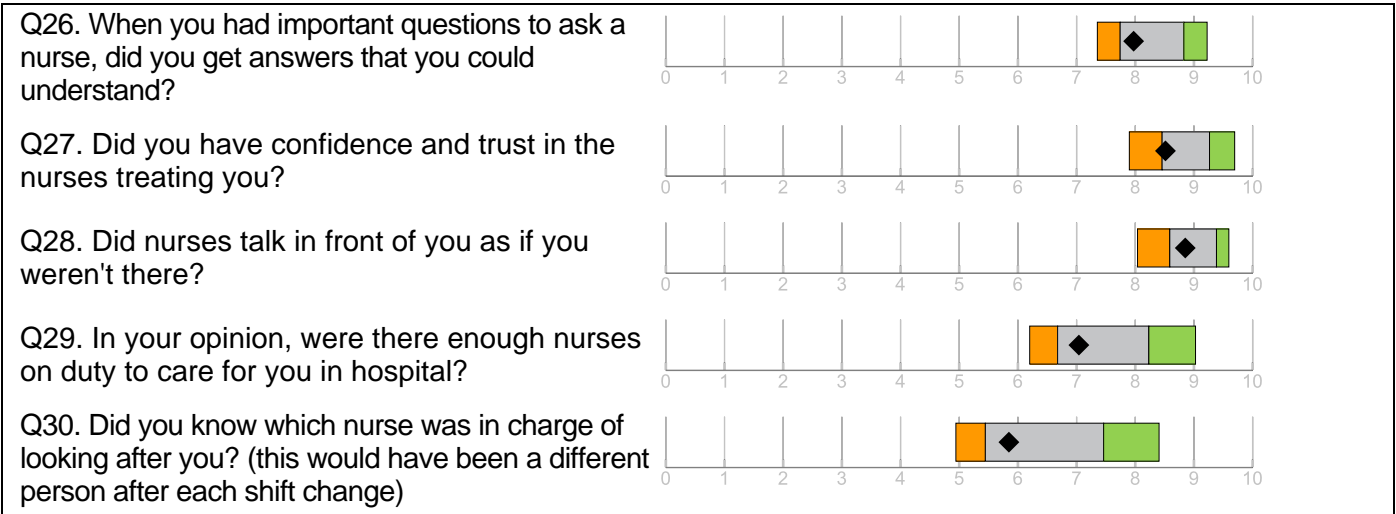 Q26. When you had important questions to ask a
nurse, did you get answers that you could
understand?
0 1 2 3 4 5 6 7 8 9 10
Q27. Did you have confidence and trust in the
nurses treating you?
0 1 2 3 4 5 6 7 8 9 10
Q28. Did nurses talk in front of you as if you
weren't there?
0 1 2 3 4 5 6 7 8 9 10
Q29. In your opinion, were there enough nurses
on duty to care for you in hospital?
0 1 2 3 4 5 6 7 8 9 10
Q30. Did you know which nurse was in charge of
looking after you? (this would have been a different
person after each shift change)
0 1 2 3 4 5 6 7 8 9 10